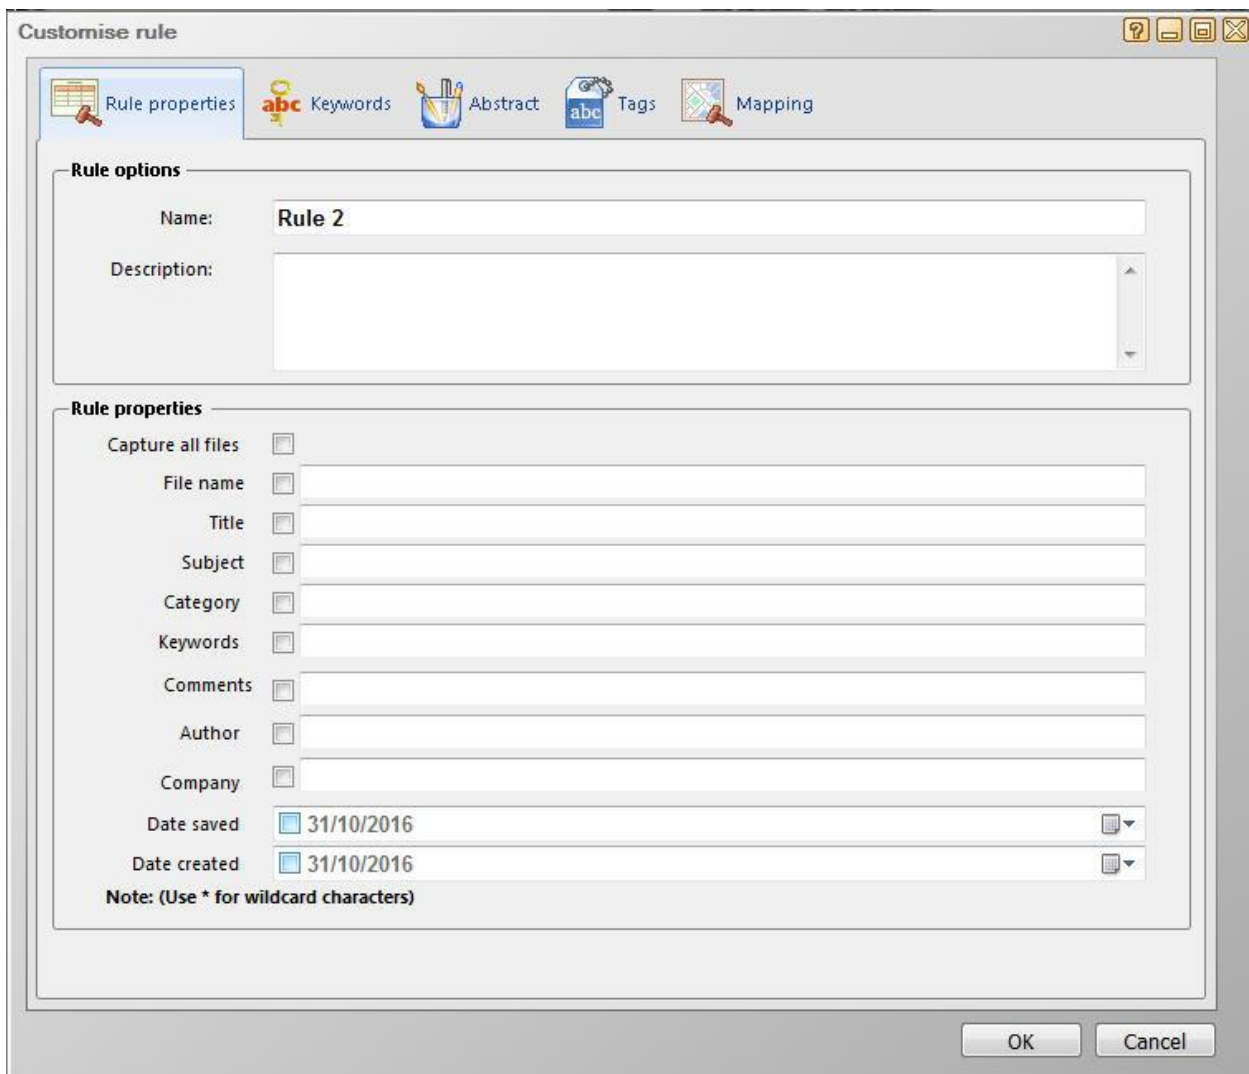 Customise rule
Rule properties abc Keywords Abstract abc Tags Mapping
Rule options
Name: Rule 2
Description:
Rule properties
Capture all files
File name
Title
Subject
Category
Keywords
Comments
Author
Company
Date saved 31/10/2016
Date created 31/10/2016
Note: (Use * for wildcard characters)
OK Cancel